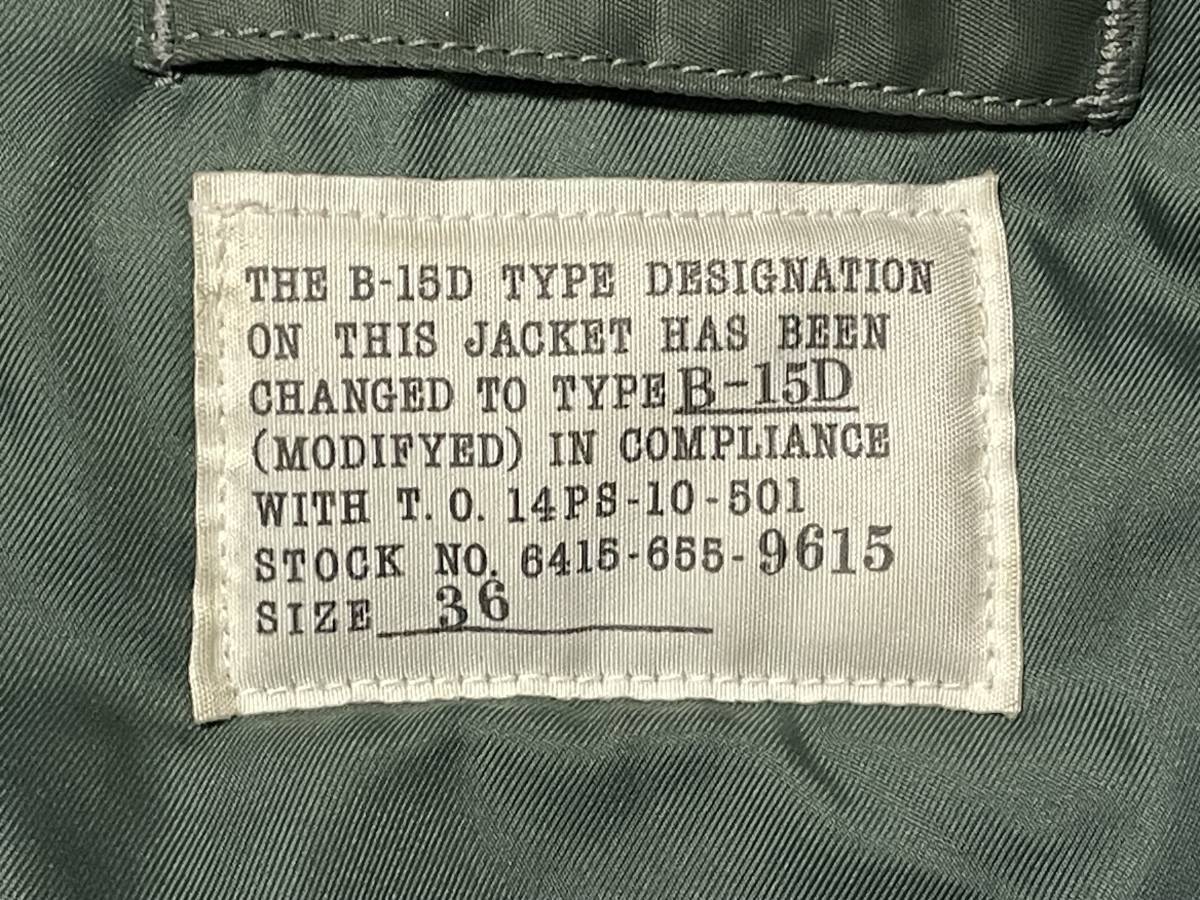 THE B-15D TYPE DESIGNATION
ON THIS JACKET HAS BEEN
CHANGED TO TYPE B-15D
(MODIFYED) IN COMPLIANCE
WITH T. O. 14PS-10-501
STOCK NO. 6415-655-9615
SIZE 36